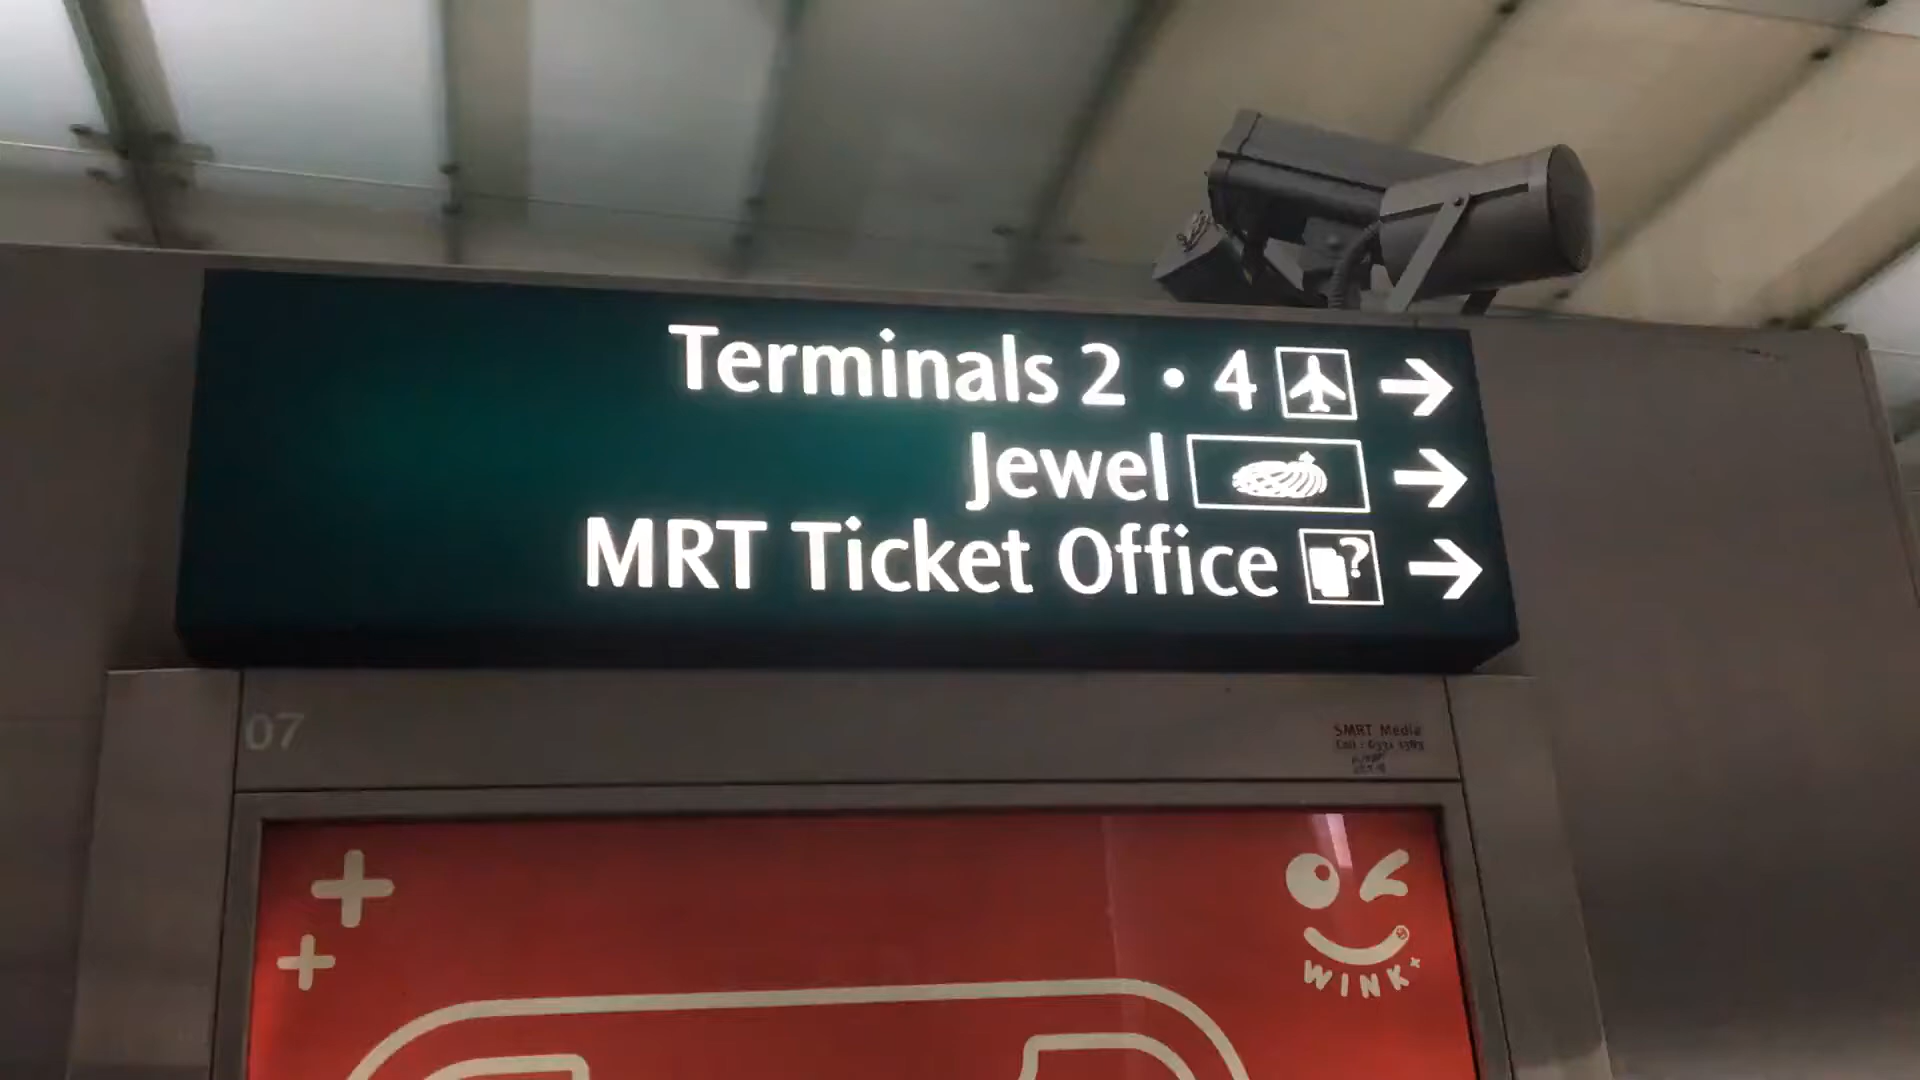 Terminals 2 • 4
Jewel
MRT Ticket Office
?
07
SMRT Media
WINK+